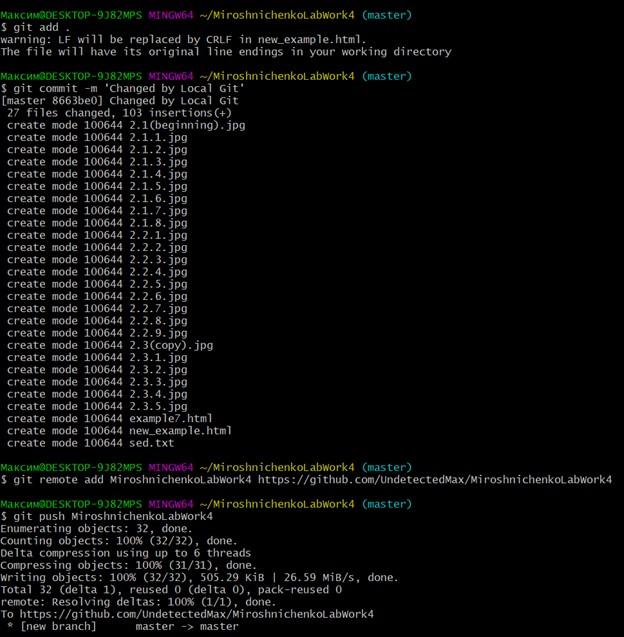 Максим@DESKTOP-9J82MPS MINGW64 ~/MiroshnichenkoLabWork4 (master)
$ git add .
warning: LF will be replaced by CRLF in new_example.html.
The file will have its original line endings in your working directory
Максим@DESKTOP-9J82MPS MINGW64 ~/MiroshnichenkoLabWork4 (master)
$ git commit -m 'Changed by Local Git'
[master 8663be0] Changed by Local Git
 27 files changed, 103 insertions(+)
 create mode 100644 2.1(beginning).jpg
 create mode 100644 2.1.1.jpg
 create mode 100644 2.1.2.jpg
 create mode 100644 2.1.3.jpg
 create mode 100644 2.1.4.jpg
 create mode 100644 2.1.5.jpg
 create mode 100644 2.1.6.jpg
 create mode 100644 2.1.7.jpg
 create mode 100644 2.1.8.jpg
 create mode 100644 2.2.1.jpg
 create mode 100644 2.2.2.jpg
 create mode 100644 2.2.3.jpg
 create mode 100644 2.2.4.jpg
 create mode 100644 2.2.5.jpg
 create mode 100644 2.2.6.jpg
 create mode 100644 2.2.7.jpg
 create mode 100644 2.2.8.jpg
 create mode 100644 2.2.9.jpg
 create mode 100644 2.3(copy).jpg
 create mode 100644 2.3.1.jpg
 create mode 100644 2.3.2.jpg
 create mode 100644 2.3.3.jpg
 create mode 100644 2.3.4.jpg
 create mode 100644 2.3.5.jpg
 create mode 100644 example7.html
 create mode 100644 new_example.html
 create mode 100644 sed.txt
Максим@DESKTOP-9J82MPS MINGW64 ~/MiroshnichenkoLabWork4 (master)
$ git remote add MiroshnichenkoLabWork4 https://github.com/UndetectedMax/MiroshnichenkoLabWork4
Максим@DESKTOP-9J82MPS MINGW64 ~/MiroshnichenkoLabWork4 (master)
$ git push MiroshnichenkoLabWork4
Enumerating objects: 32, done.
Counting objects: 100% (32/32), done.
Delta compression using up to 6 threads
Compressing objects: 100% (31/31), done.
Writing objects: 100% (32/32), 505.29 KiB | 26.59 MiB/s, done.
Total 32 (delta 1), reused 0 (delta 0), pack-reused 0
remote: Resolving deltas: 100% (1/1), done.
To https://github.com/UndetectedMax/MiroshnichenkoLabWork4
 * [new branch]      master -> master